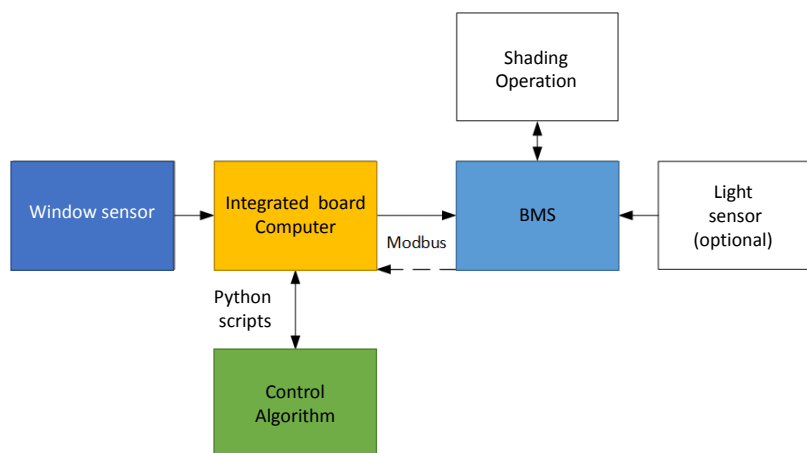 Shading
Operation
Window sensor
Integrated board
Computer
BMS
Light
sensor
(optional)
Modbus
Python
scripts
Control
Algorithm